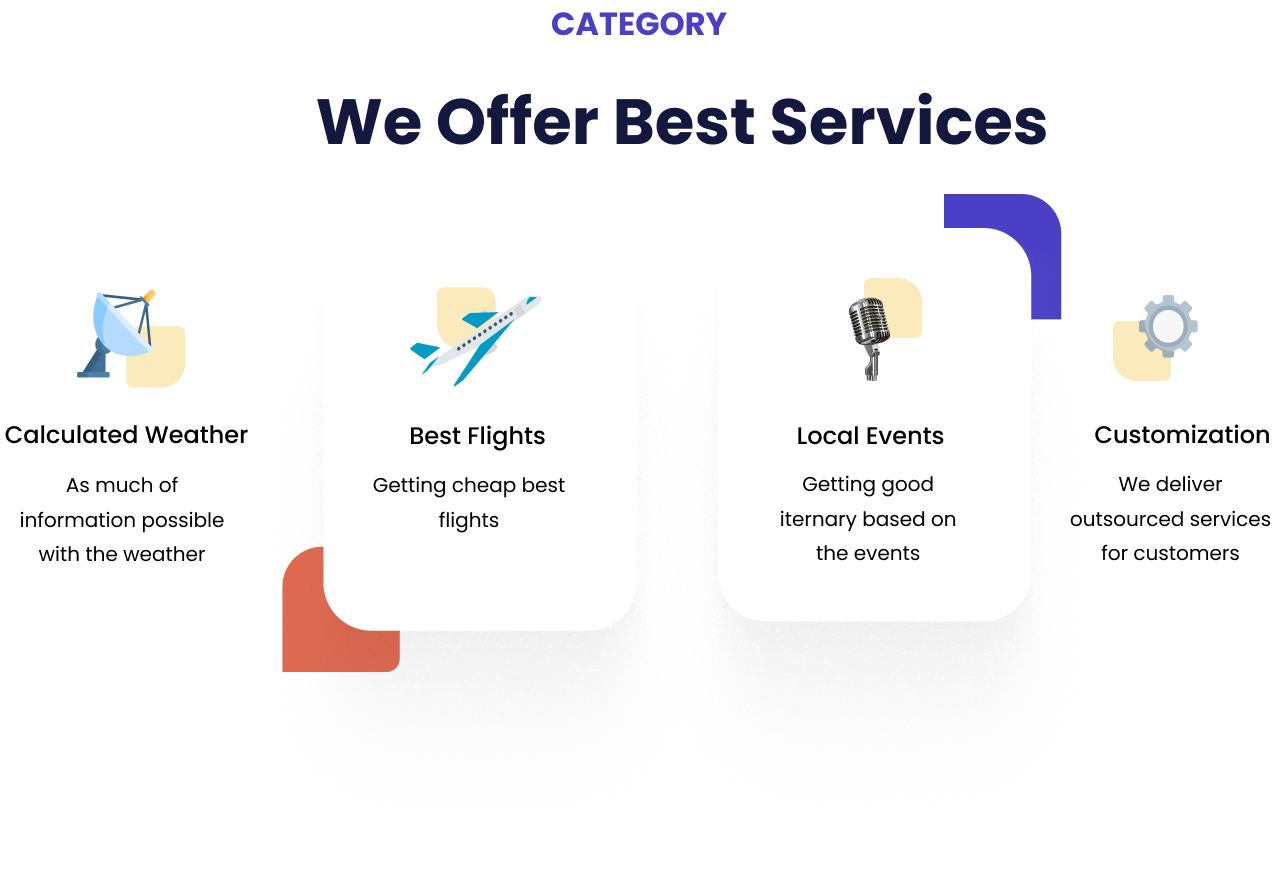 CATEGORY
We Offer Best Services
Calculated Weather
As much of
information possible
with the weather
Best Flights
Getting cheap best
flights
Local Events
Getting good
iternary based on
the events
Customization
We deliver
outsourced services
for customers